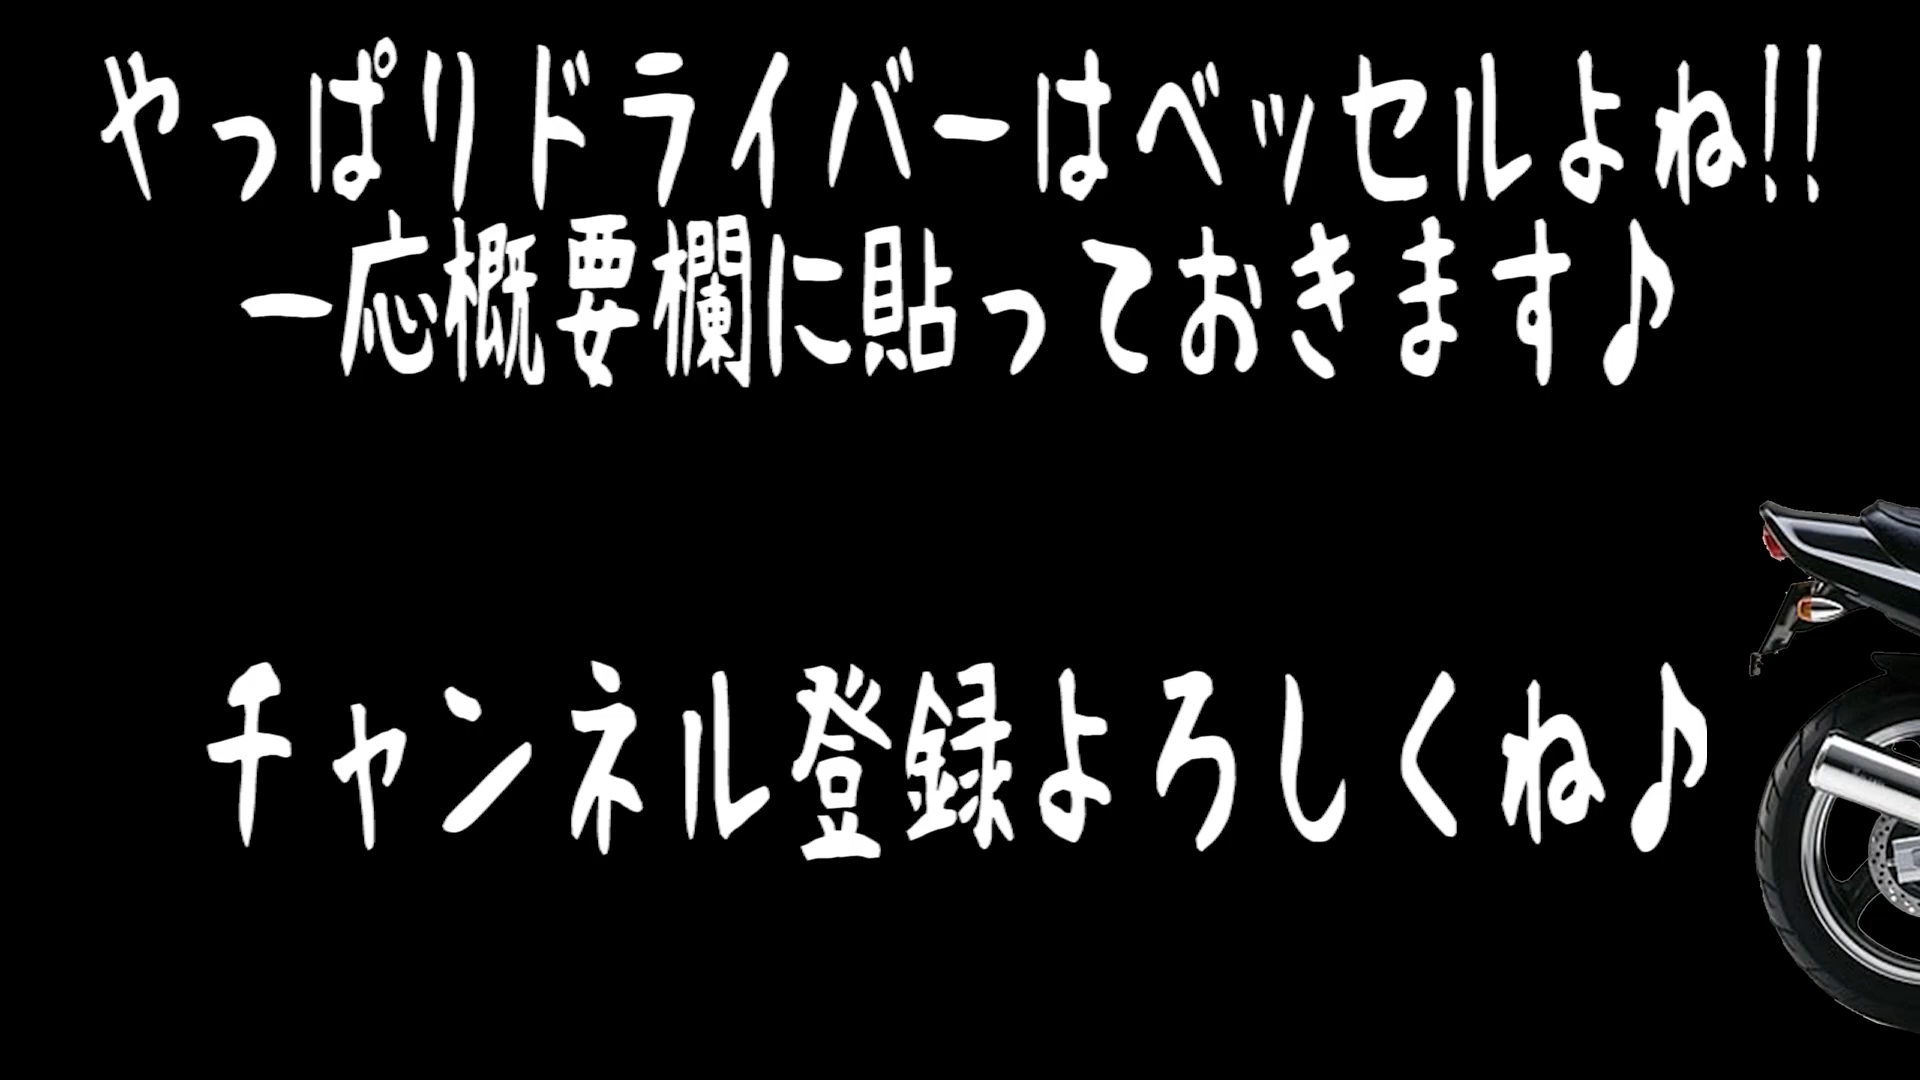 やっぱりドライバーはベッセルよね!!
一応概要欄に貼っておきます♪
チャンネル登録よろしくね♪